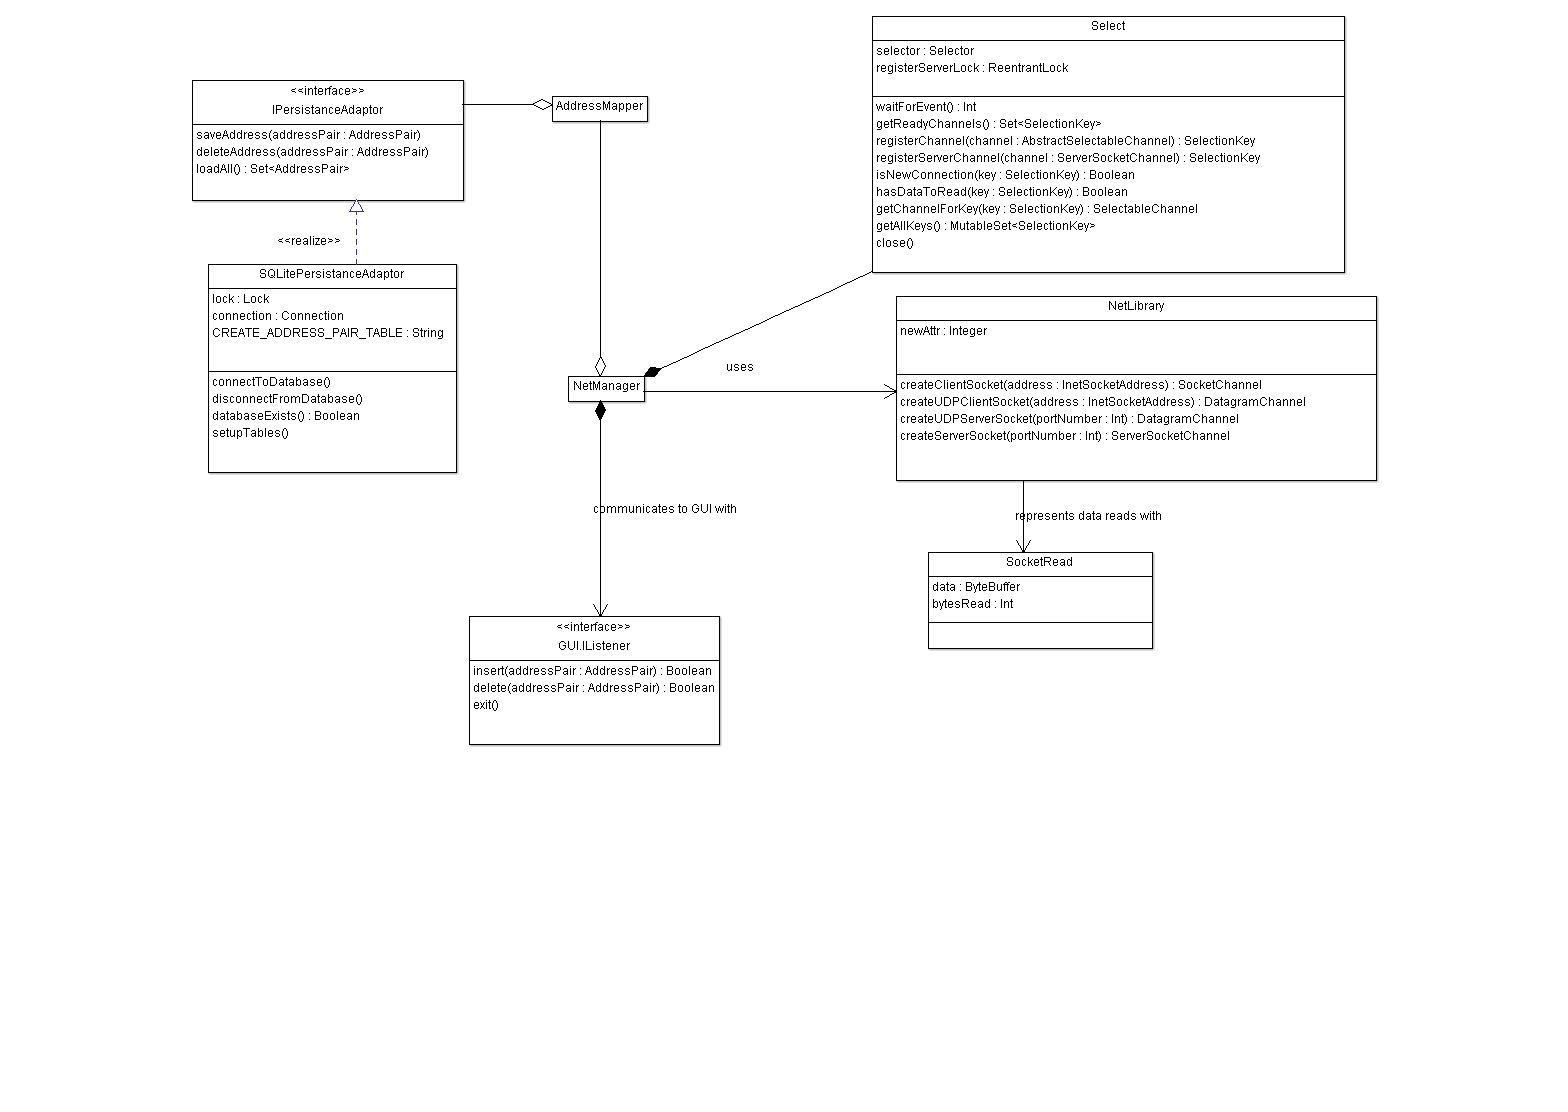 Select
selector : Selector
registerServerLock : ReentrantLock
waitForEvent() : Int
getReadyChannels() : Set<SelectionKey>
registerChannel(channel : AbstractSelectableChannel) : SelectionKey
registerServerChannel(channel : ServerSocketChannel) : SelectionKey
isNewConnection(key : SelectionKey) : Boolean
hasDataToRead(key : SelectionKey) : Boolean
getChannelForKey(key : SelectionKey) : SelectableChannel
getAllKeys() : MutableSet<SelectionKey>
close()
<<interface>>
IPersistanceAdaptor
saveAddress(addressPair : AddressPair)
deleteAddress(addressPair : AddressPair)
loadAll() : Set<AddressPair>
AddressMapper
<<realize>>
SQLitePersistanceAdaptor
lock : Lock
connection : Connection
CREATE_ADDRESS_PAIR_TABLE : String
connectToDatabase()
disconnectFromDatabase()
databaseExists() : Boolean
setupTables()
NetManager
uses
NetLibrary
newAttr : Integer
createClientSocket(address : InetSocketAddress) : SocketChannel
createUDPClientSocket(address : InetSocketAddress) : DatagramChannel
createUDPServerSocket(portNumber : Int) : DatagramChannel
createServerSocket(portNumber : Int) : ServerSocketChannel
communicates to GUI with
represents data reads with
SocketRead
data : ByteBuffer
bytesRead : Int
<<interface>>
GUI.IListener
insert(addressPair : AddressPair) : Boolean
delete(addressPair : AddressPair) : Boolean
exit()